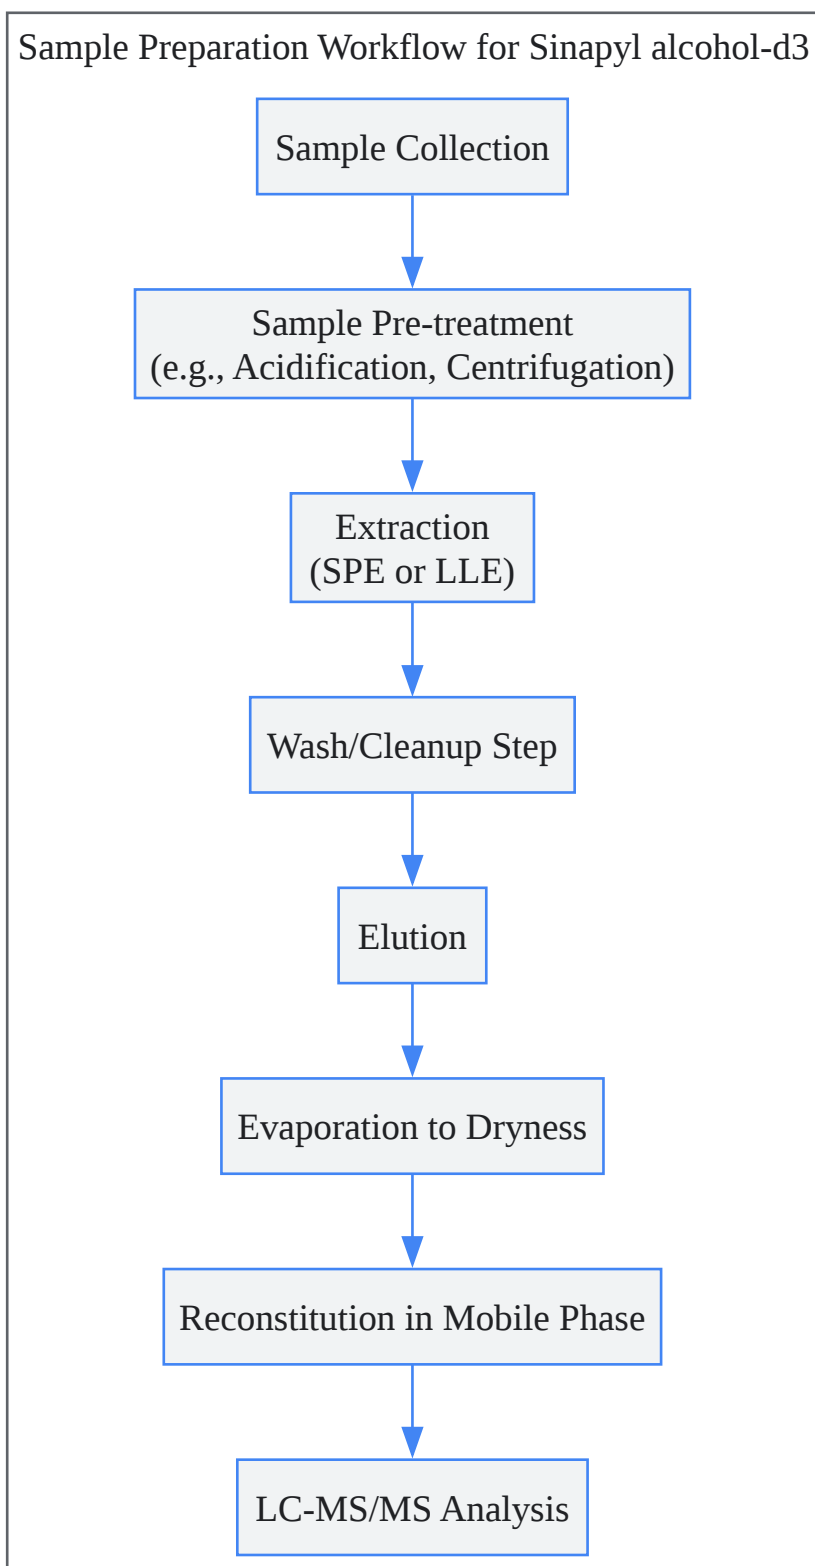 Sample Preparation Workflow for Sinapyl alcohol-d3
Sample Collection
Sample Pre-treatment
(e.g., Acidification, Centrifugation)
Extraction
(SPE or LLE)
Wash/Cleanup Step
Elution
Evaporation to Dryness
Reconstitution in Mobile Phase
LC-MS/MS Analysis